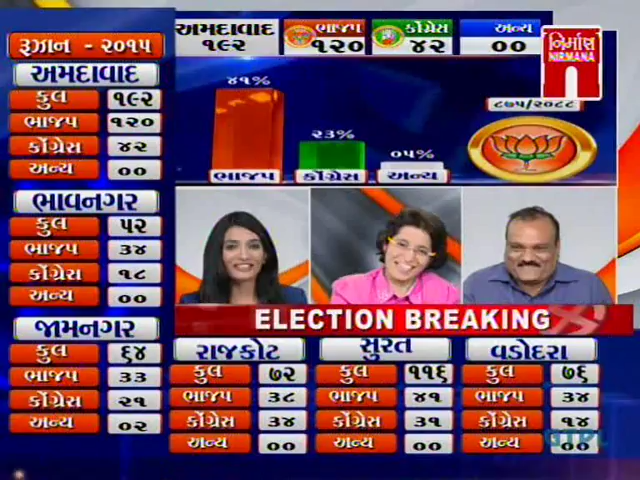 રૂઝાન - ૨૦૧૫
અમદાવાદ
૧૯૨
ભાજપ
૧૨૦
કોંગ્રેસ
૪૨
અન્ય
૦૦
નિર્માણ
NIRMANA
અમદાવાદ
કુલ ૧૯૨
ભાજપ ૧૨૦
કોંગ્રેસ ૪૨
અન્ય ૦૦
૪૧%
૨૩%
૦૫%
ભાજપ
કોંગ્રેસ
અન્ય
૮૭૫/૨૦૮૮
ભાવનગર
કુલ ૫૨
ભાજપ ૩૪
કોંગ્રેસ ૧૮
અન્ય ૦૦
ELECTION BREAKING
જામનગર
કુલ ૬૪
ભાજપ ૩૩
કોંગ્રેસ ૨૧
અન્ય ૦૨
રાજકોટ
કુલ ૭૨
ભાજપ ૩૮
કોંગ્રેસ ૩૪
અન્ય ૦૦
સુરત
કુલ ૧૧૬
ભાજપ ૪૧
કોંગ્રેસ ૩૧
અન્ય ૦૦
વડોદરા
કુલ ૭૬
ભાજપ ૩૪
કોંગ્રેસ ૧૪
અન્ય ૦૦
GTPL